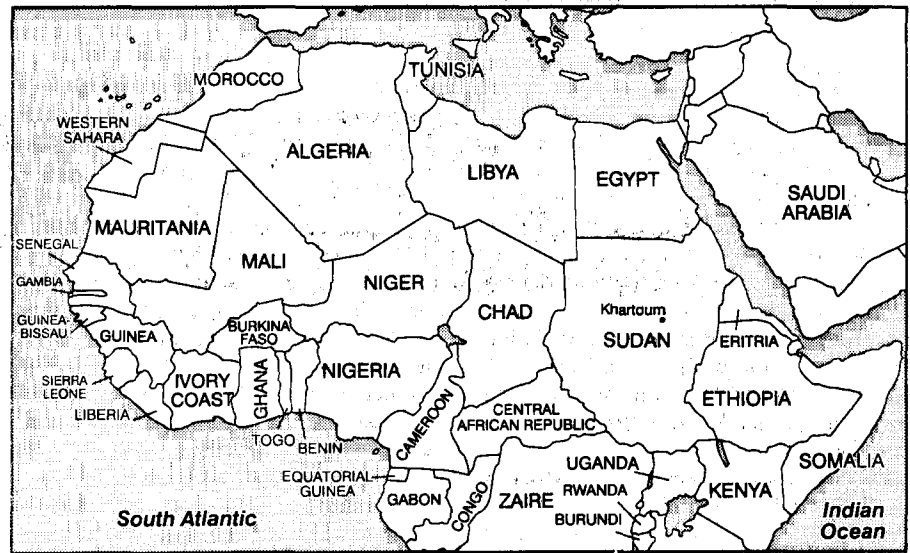 MOROCCO
TUNISIA
WESTERN
SAHARA
ALGERIA
LIBYA
EGYPT
SAUDI
ARABIA
MAURITANIA
SENEGAL
MALI
NIGER
GAMBIA
CHAD
Khartoum
SUDAN
GUINEA-
BISSAU
GUINEA
BURKINA
FASO
ERITRIA
NIGERIA
SIERRA
LEONE
IVORY
COAST
GHANA
ETHIOPIA
LIBERIA
CAMEROON
CENTRAL
AFRICAN REPUBLIC
TOGO
BENIN
SOMALIA
UGANDA
EQUATORIAL
GUINEA
RWANDA
GABON
CONGO
ZAIRE
KENYA
BURUNDI
South Atlantic
Indian
Ocean